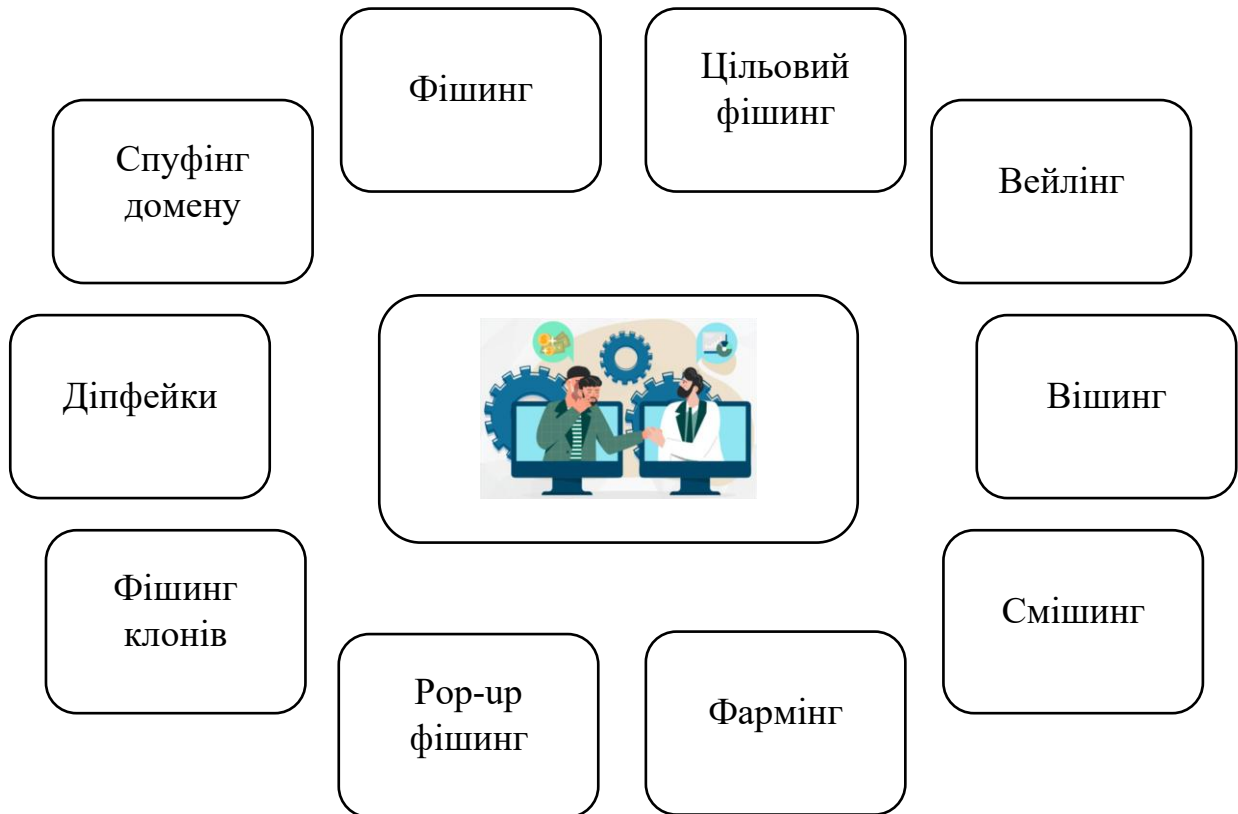 Фішинг
Цільовий
фішинг
Спуфінг
домену
Вейлінг
Діпфейки
Вішинг
Фішинг
клонів
Смішинг
Pop-up
фішинг
Фармінг